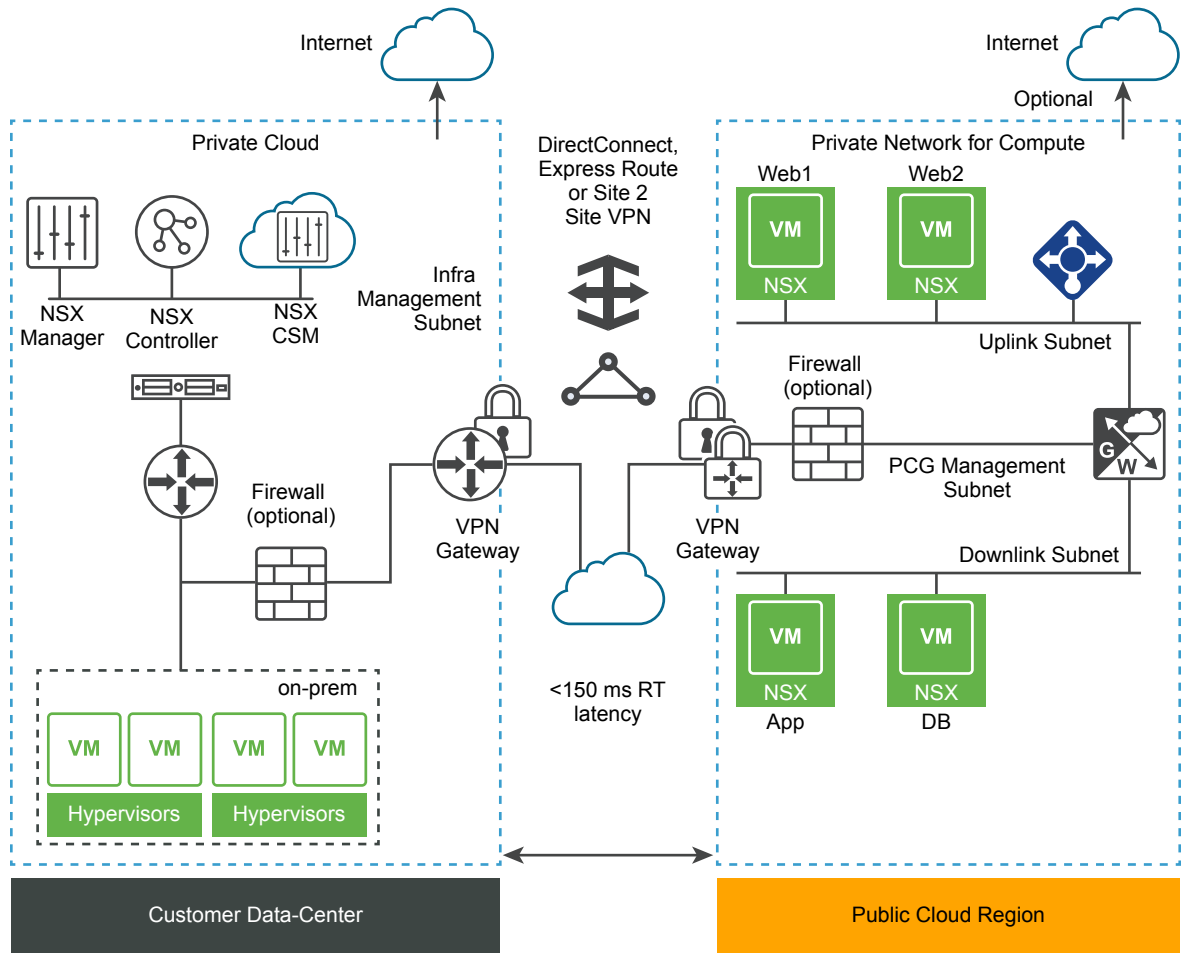 Internet
Internet
Optional
Private Cloud
DirectConnect,
Express Route
or Site 2
Site VPN
Private Network for Compute
Web1
Web2
VM
VM
NSX
NSX
NSX
Manager
NSX
Controller
NSX
CSM
Infra
Management
Subnet
Uplink Subnet
Firewall
(optional)
G
W
PCG Management
Subnet
Firewall
(optional)
VPN
Gateway
VPN
Gateway
Downlink Subnet
VM
VM
NSX
NSX
App
DB
<150 ms RT
latency
on-prem
VM
VM
VM
VM
Hypervisors
Hypervisors
Customer Data-Center
Public Cloud Region